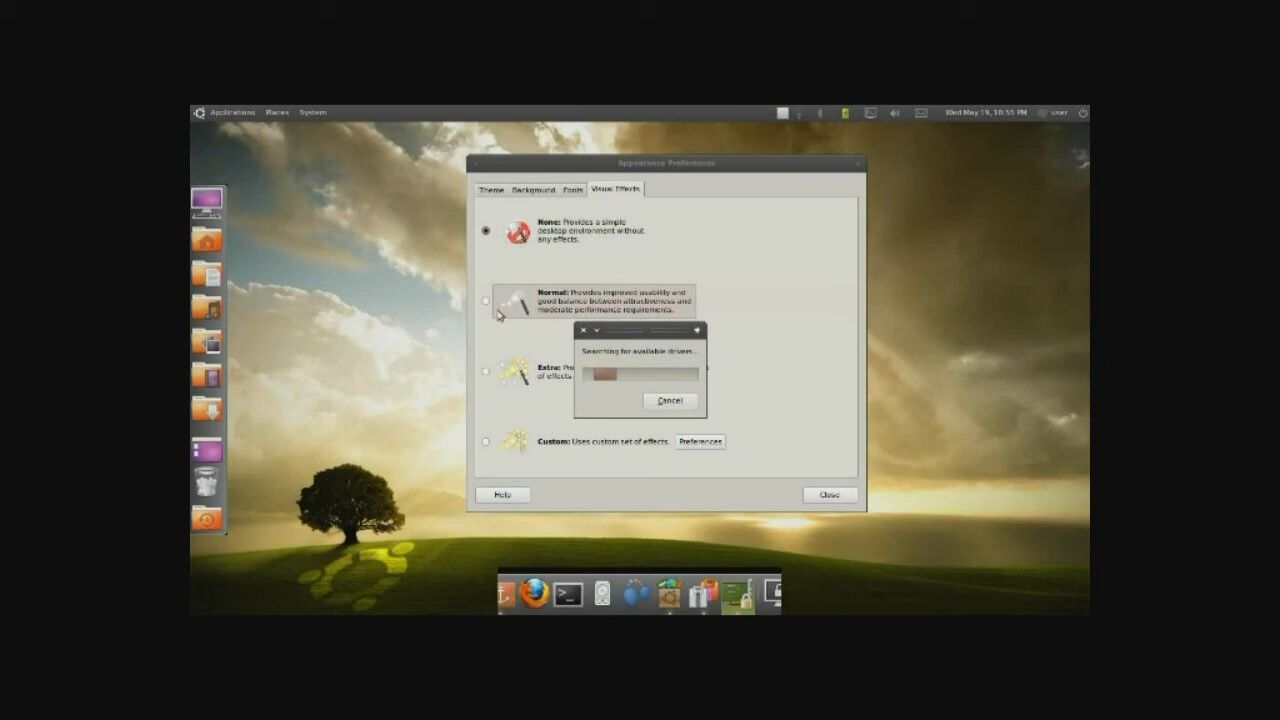 Applications Places System
Wed May 19, 10:55 PM user
Appearance Preferences
Theme Background Fonts Visual Effects
None: Provides a simple
desktop environment without
any effects.
Normal: Provides improved usability and
good balance between attractiveness and
moderate performance requirements.
Searching for available drivers...
Extra: Pro
of effects
Cancel
Custom: Uses custom set of effects. Preferences
Help Close